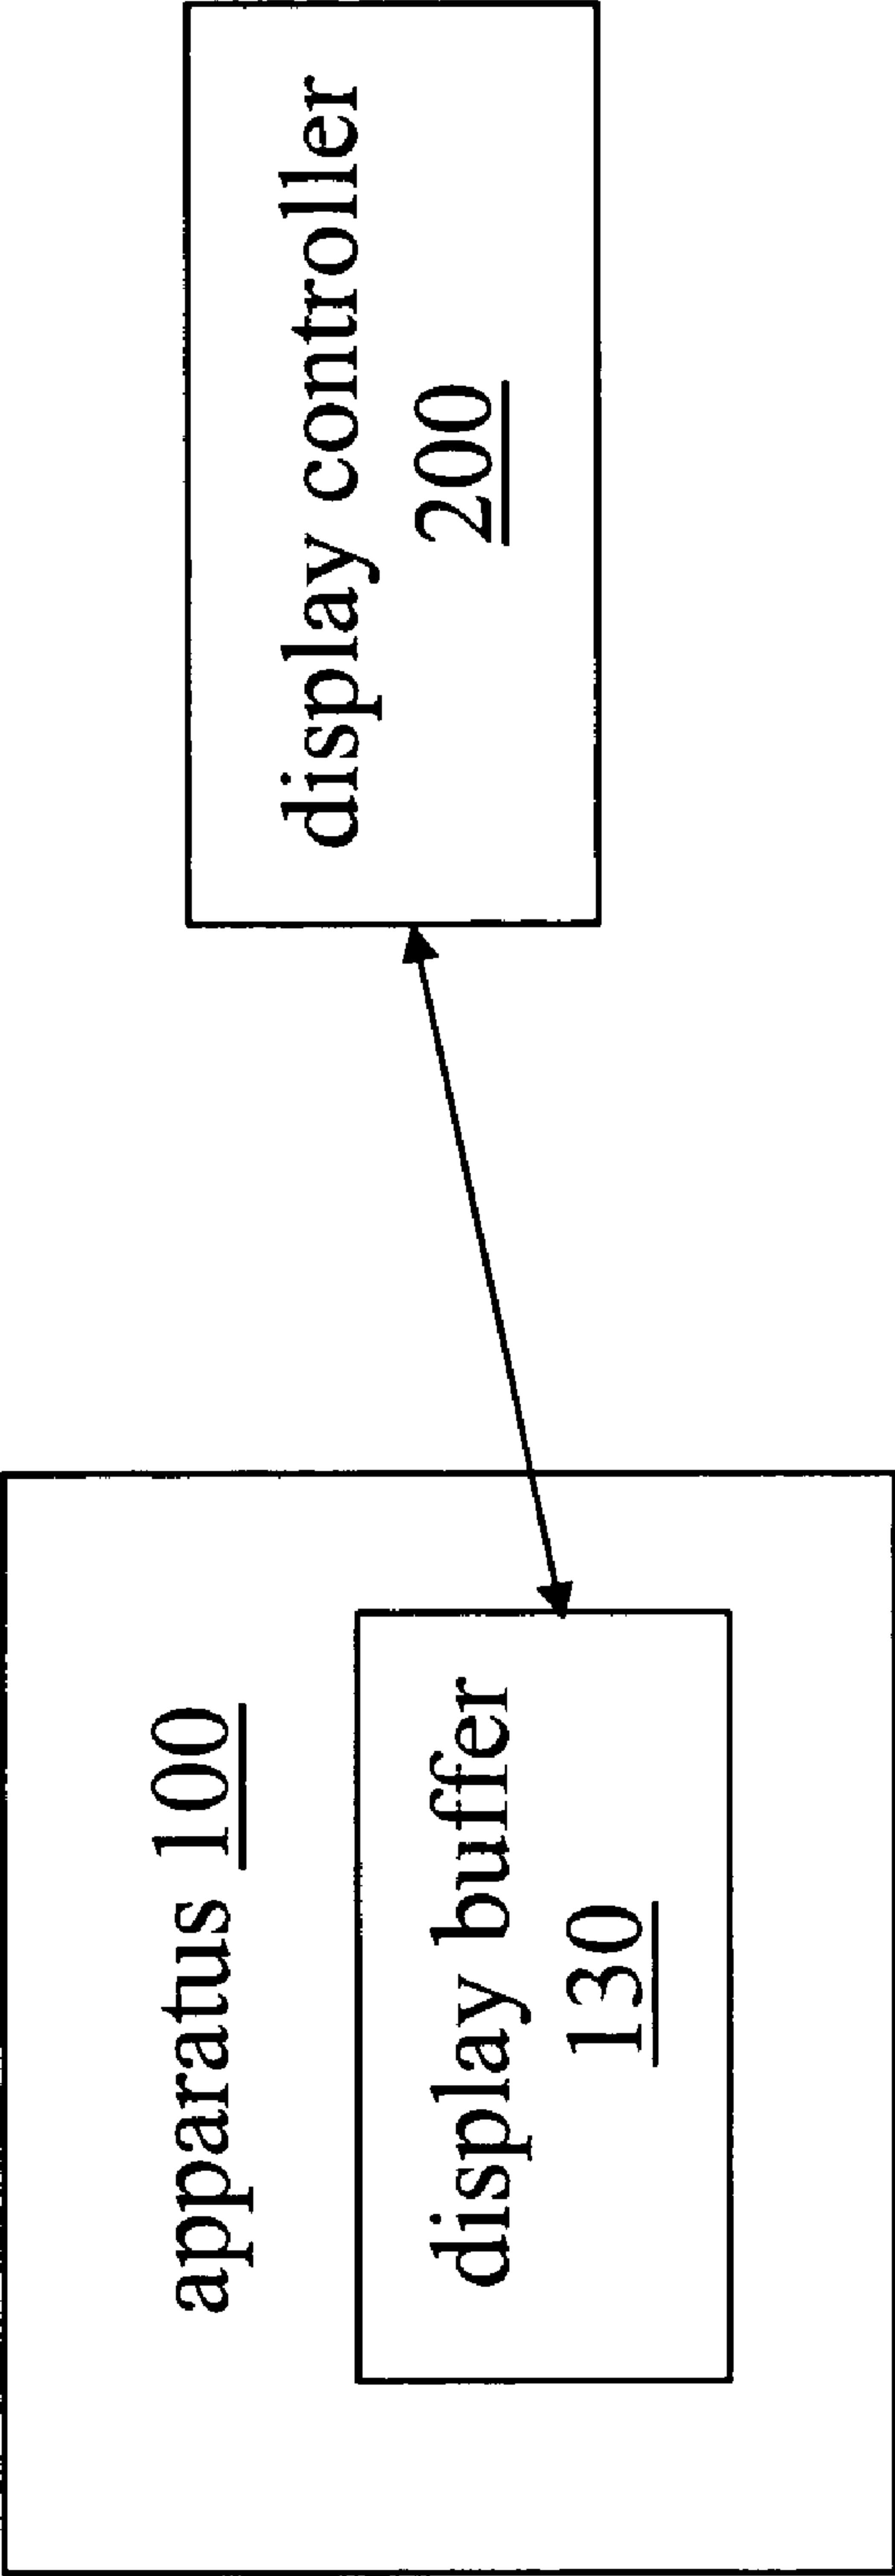 apparatus 100
display buffer
130
display controller
200